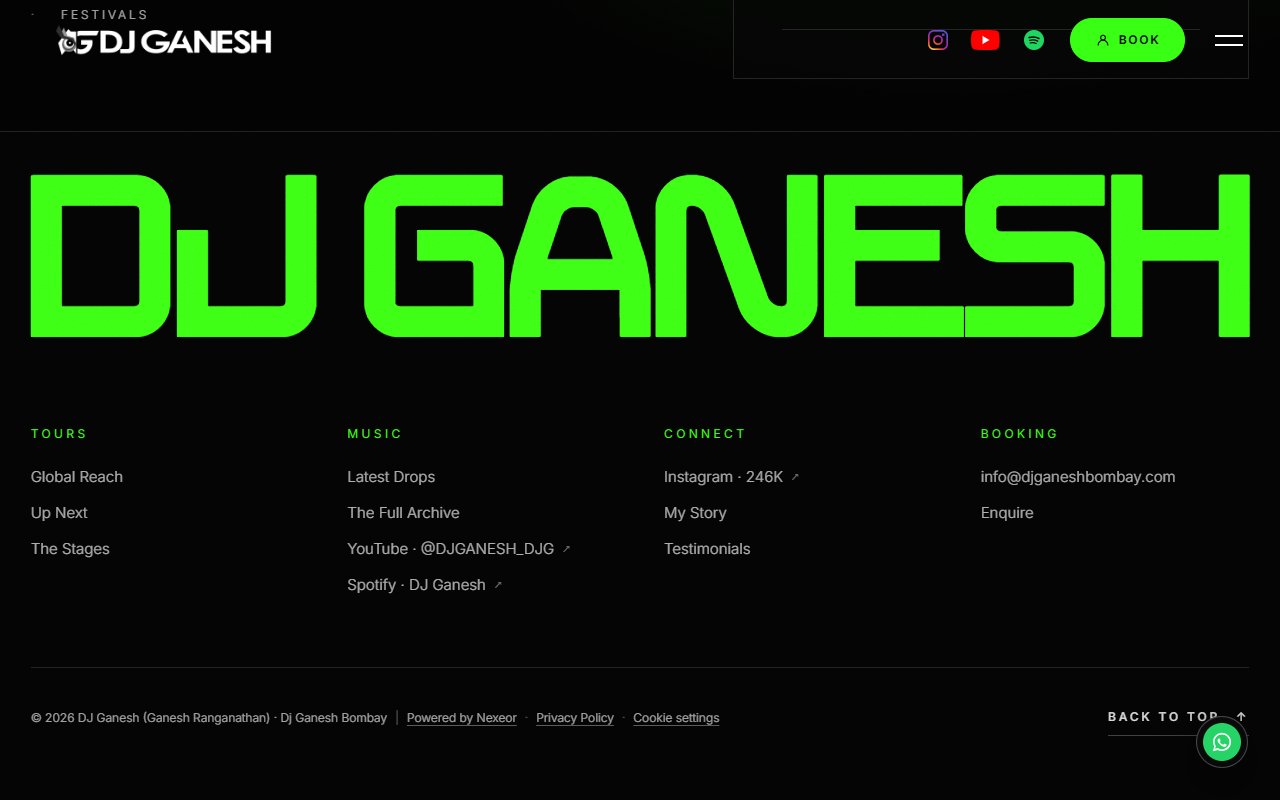 · FESTIVALS
DJ GANESH
BOOK
DJ GANESH
TOURS
Global Reach
Up Next
The Stages
MUSIC
Latest Drops
The Full Archive
YouTube · @DJGANESH_DJG ↗
Spotify · DJ Ganesh ↗
CONNECT
Instagram · 246K ↗
My Story
Testimonials
BOOKING
info@djganeshbombay.com
Enquire
© 2026 DJ Ganesh (Ganesh Ranganathan) · Dj Ganesh Bombay | Powered by Nexeor · Privacy Policy · Cookie settings
BACK TO TOP ↑